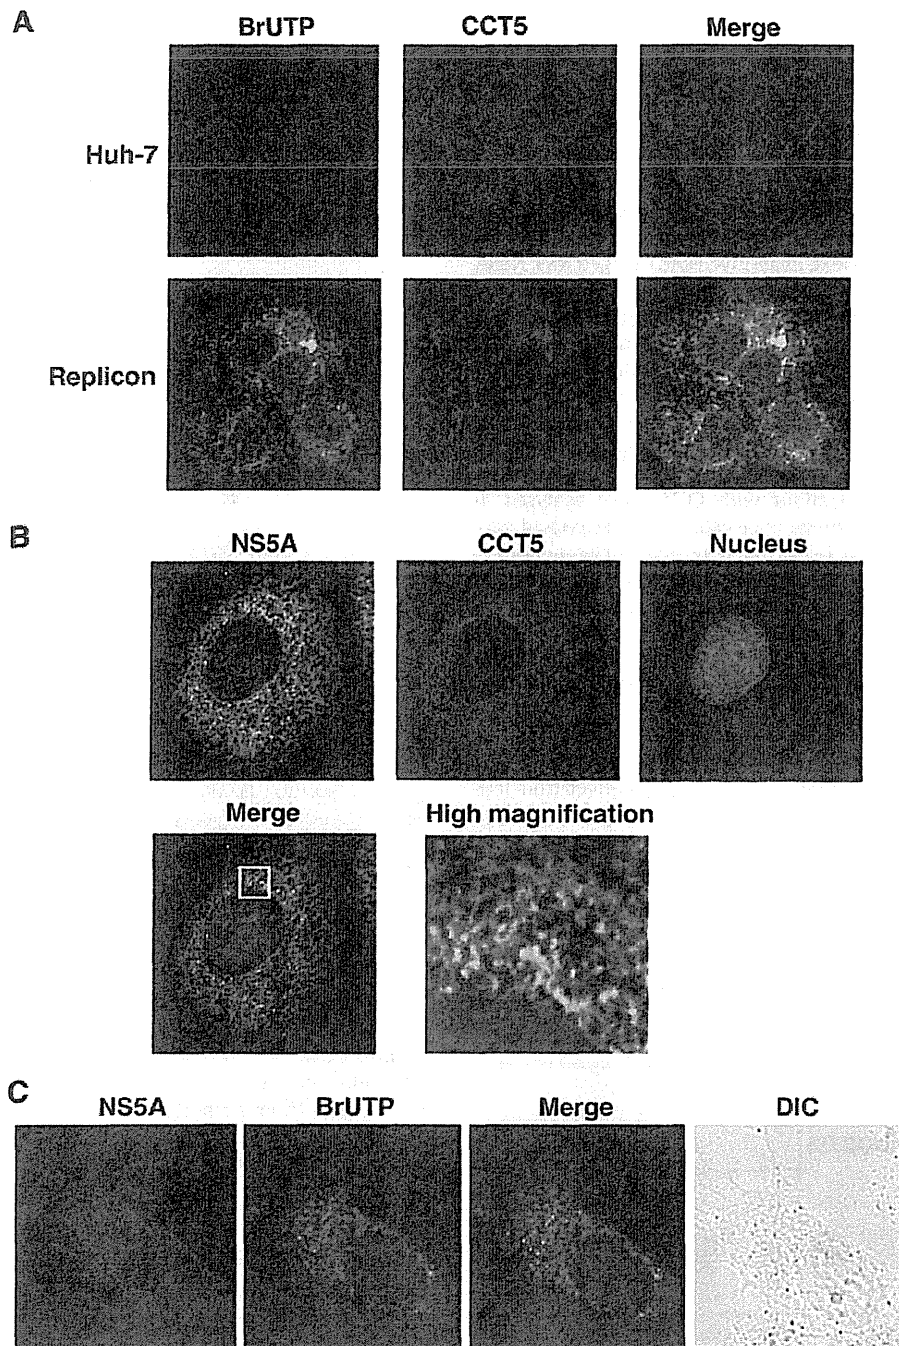 A
BrUTP CCT5 Merge
Huh-7
Replicon
B
NS5A CCT5 Nucleus
Merge High magnification
C
NS5A BrUTP Merge DIC